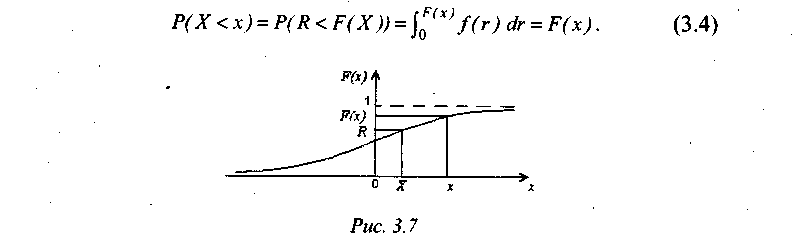 P(X < x) = P(R < F(X)) = ∫₀^{F(x)} f(r) dr = F(x). (3.4)
F(x)
1
F(x)
R
0 X x x
Рис. 3.7